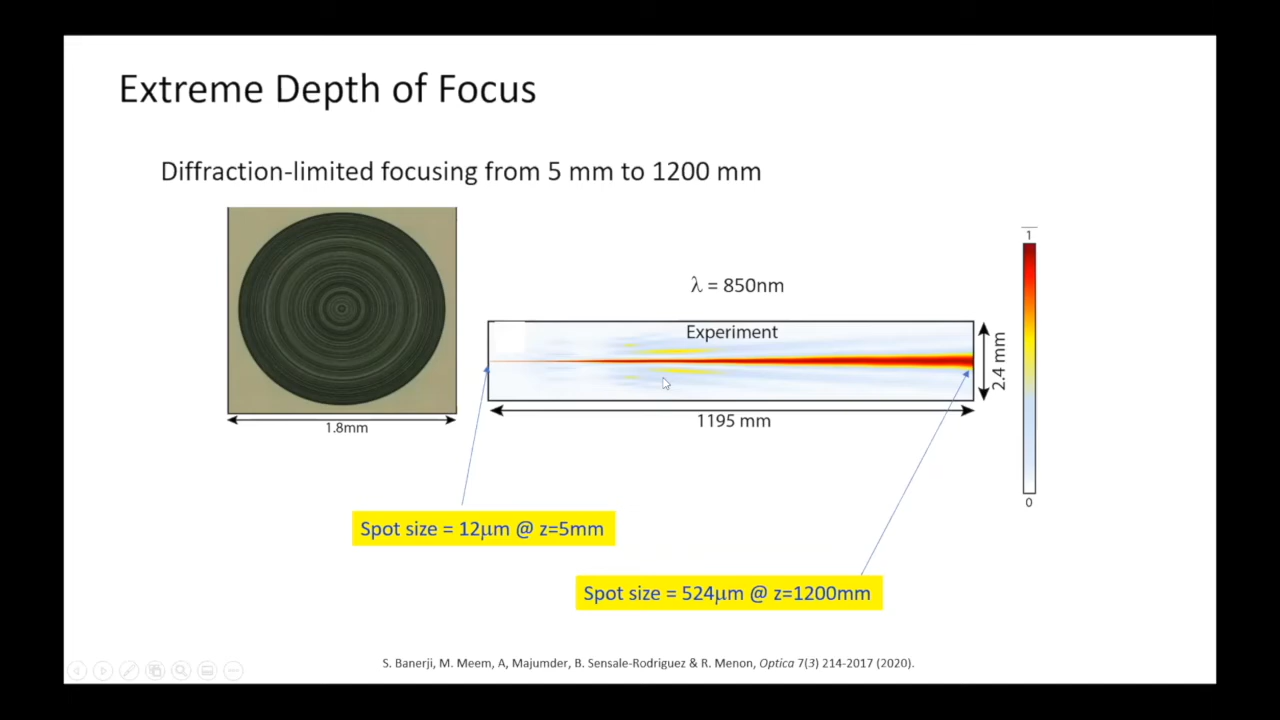 Extreme Depth of Focus
Diffraction-limited focusing from 5 mm to 1200 mm
1
λ = 850nm
Experiment
2.4 mm
1195 mm
1.8mm
0
Spot size = 12μm @ z=5mm
Spot size = 524μm @ z=1200mm
S. Banerji, M. Meem, A, Majumder, B. Sensale-Rodriguez & R. Menon, Optica 7(3) 214-2017 (2020).